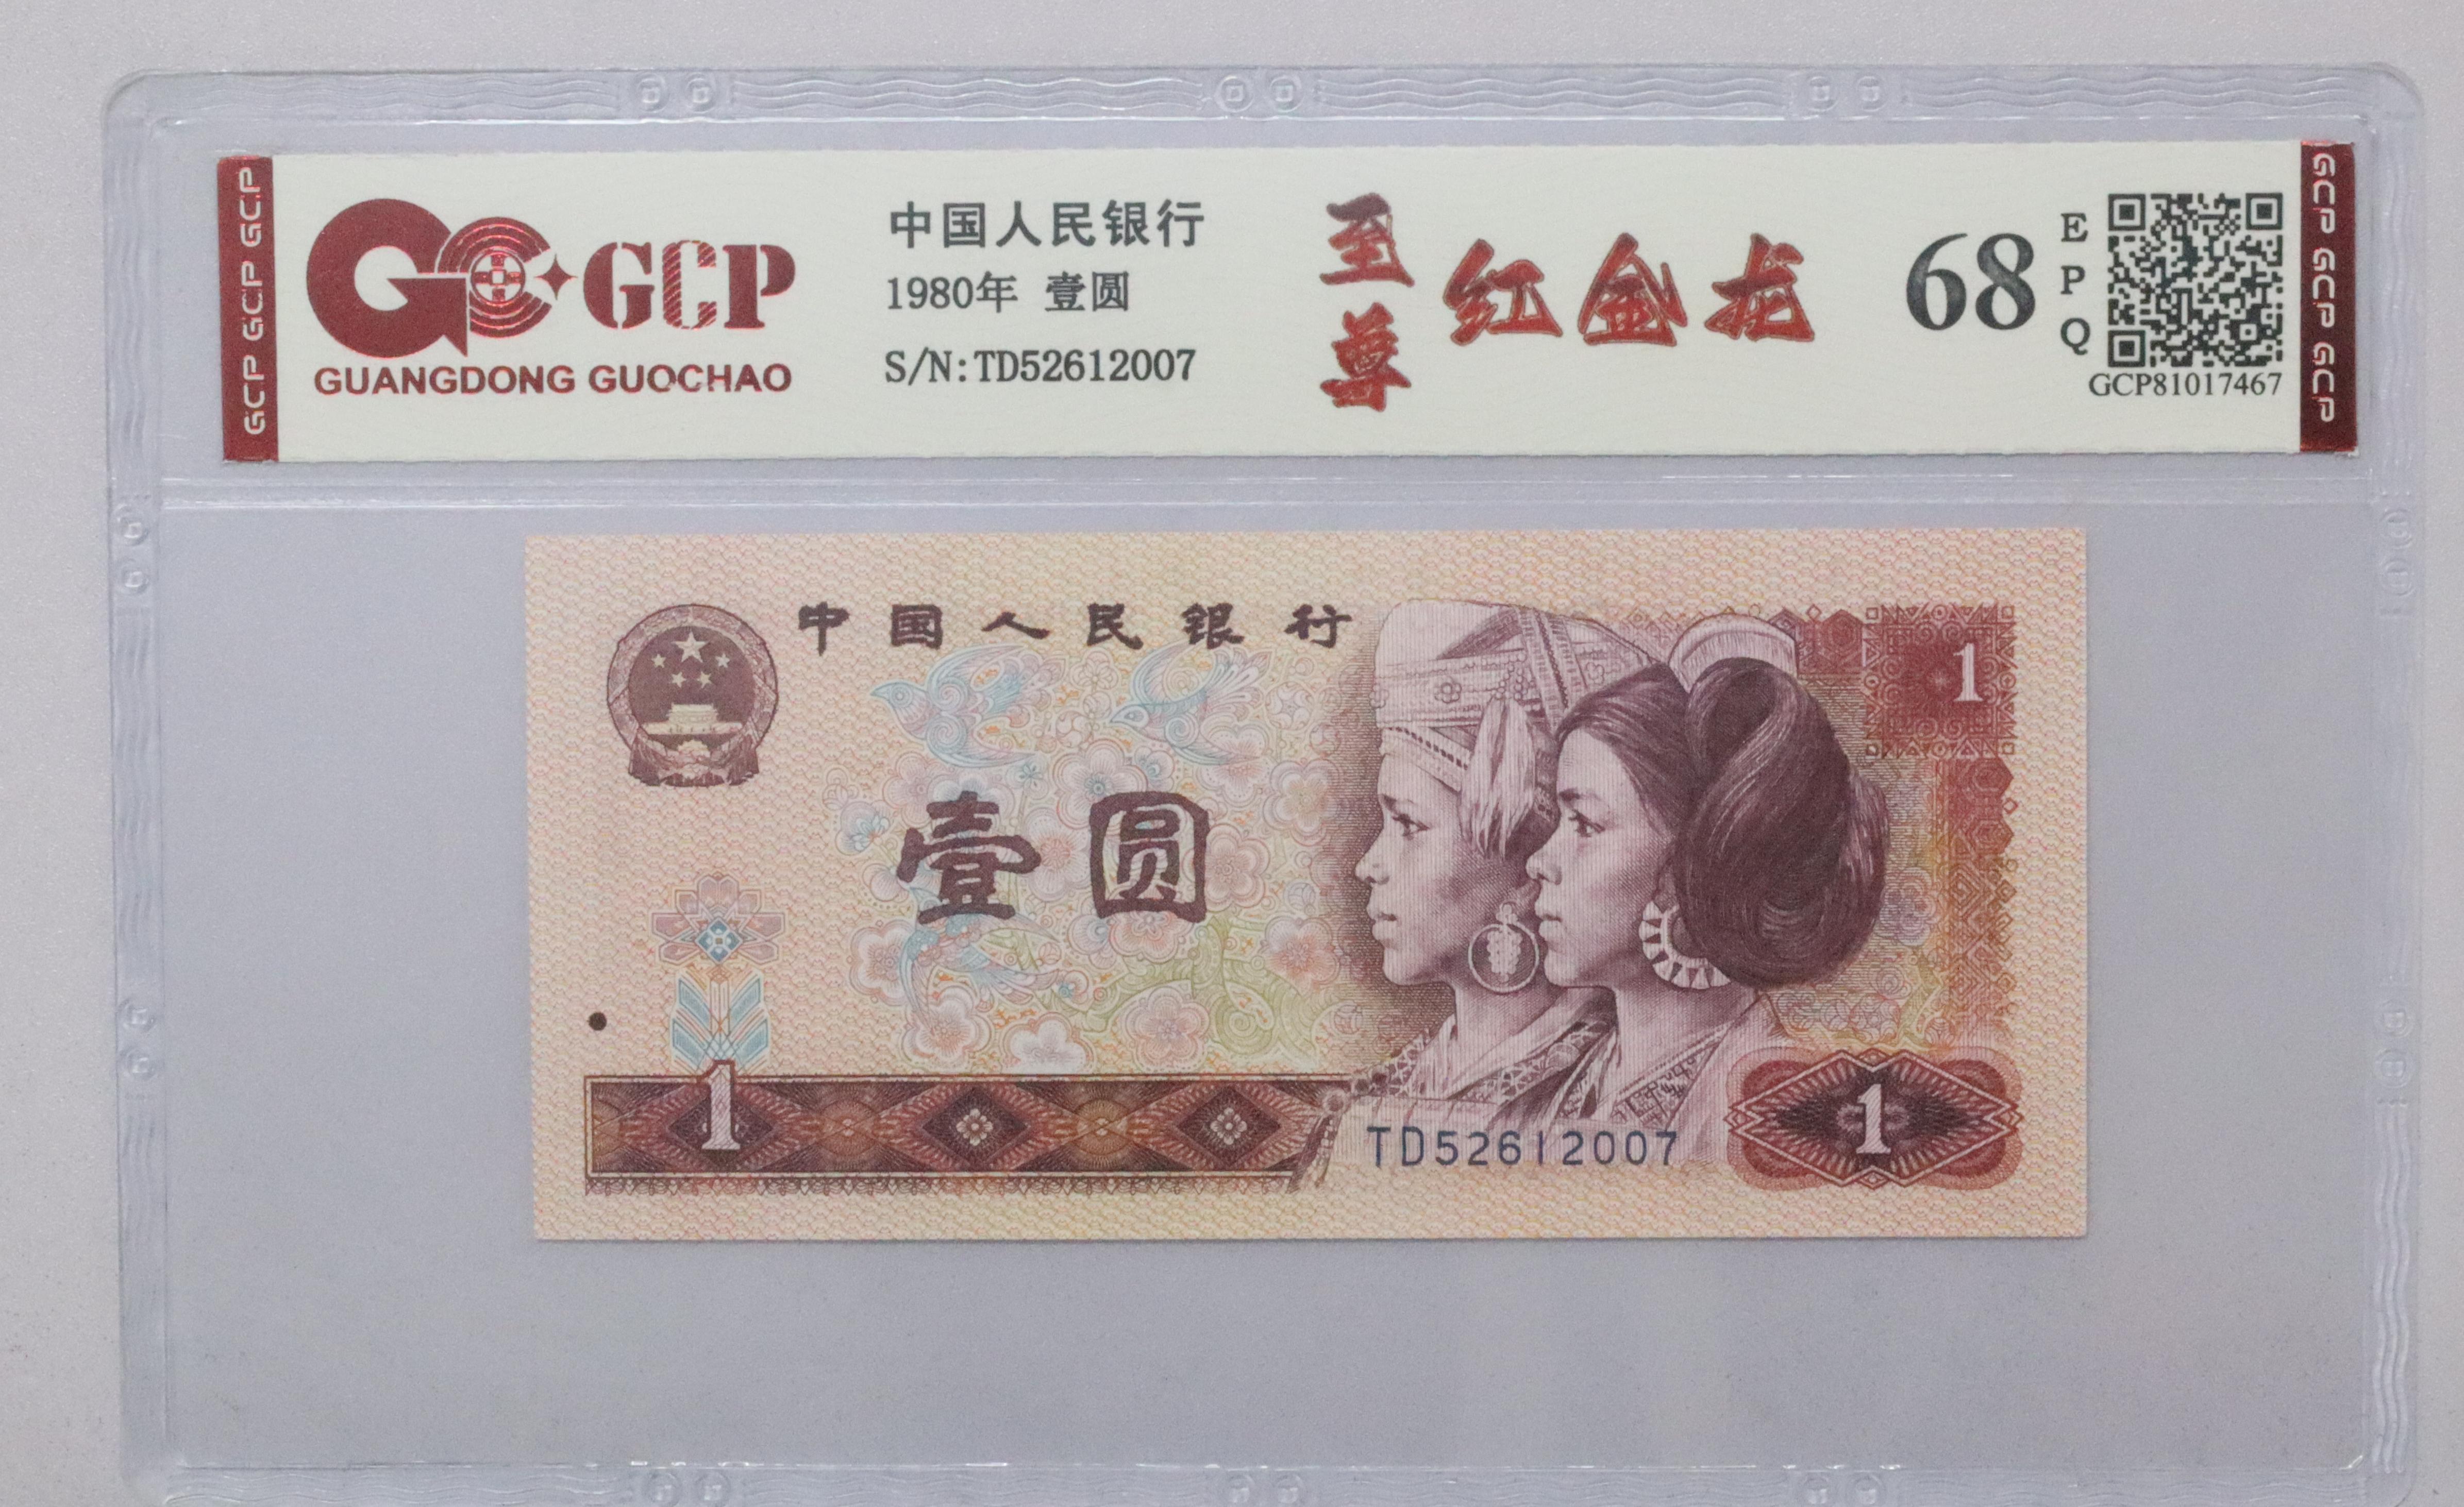 GCP GCP GCP
GCP
GUANGDONG GUOCHAO
中国人民银行
1980年 壹圆
S/N:TD52612007
至尊
红金龙
68
EPQ
GCP81017467
GCP GCP GCP
中国人民银行
1
壹圆
1
TD52612007
1